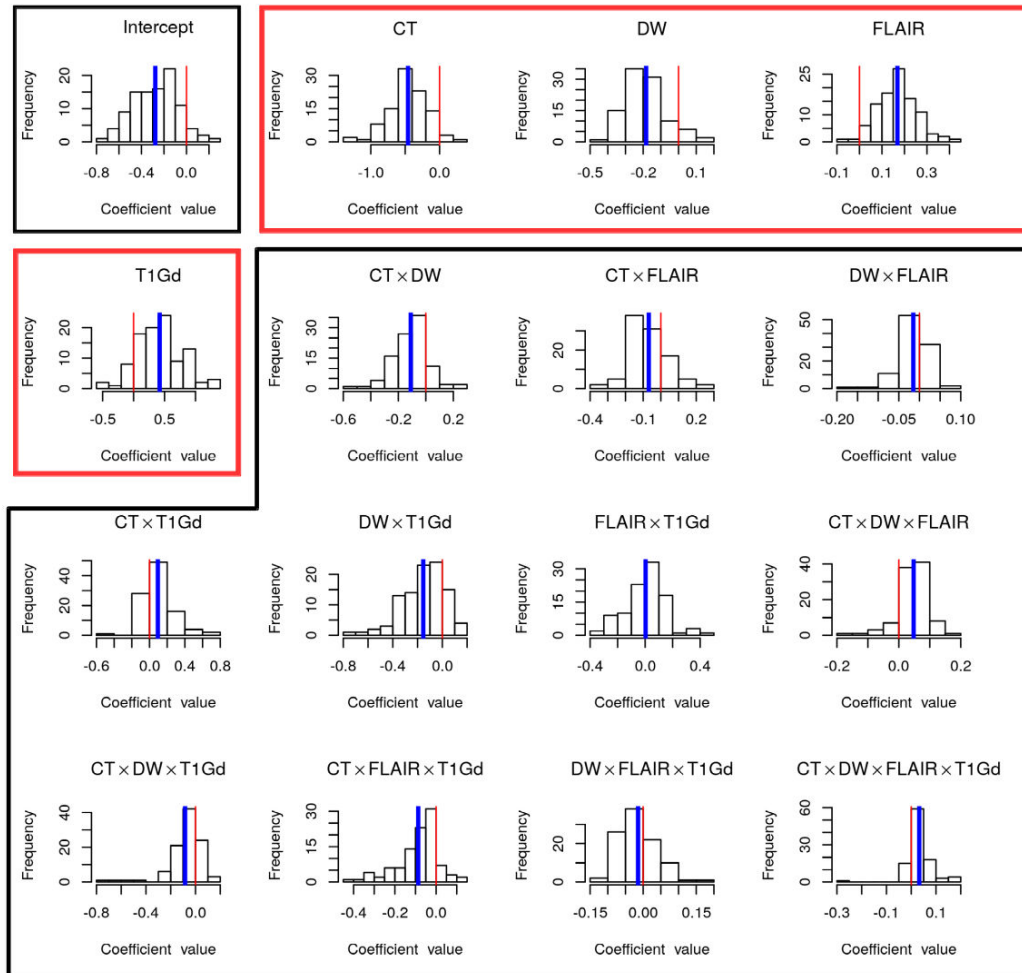 Intercept
Frequency
0 10 20
-0.8 -0.4 0.0
Coefficient value
CT
Frequency
0 15 30
-1.0 0.0
Coefficient value
DW
Frequency
0 15 35
-0.5 -0.2 0.1
Coefficient value
FLAIR
Frequency
0 10 25
-0.1 0.1 0.3
Coefficient value
T1Gd
Frequency
0 10 20
-0.5 0.5
Coefficient value
CT×DW
Frequency
0 15 35
-0.6 -0.2 0.2
Coefficient value
CT×FLAIR
Frequency
0 15 30
-0.4 -0.1 0.2
Coefficient value
DW×FLAIR
Frequency
0 20 50
-0.20 -0.05 0.10
Coefficient value
CT×T1Gd
Frequency
0 20 40
-0.6 0.0 0.4 0.8
Coefficient value
DW×T1Gd
Frequency
0 10 20
-0.8 -0.4 0.0
Coefficient value
FLAIR×T1Gd
Frequency
0 15 30
-0.4 0.0 0.4
Coefficient value
CT×DW×FLAIR
Frequency
0 20 40
-0.2 0.0 0.2
Coefficient value
CT×DW×T1Gd
Frequency
0 20 40
-0.8 -0.4 0.0
Coefficient value
CT×FLAIR×T1Gd
Frequency
0 15 30
-0.4 -0.2 0.0
Coefficient value
DW×FLAIR×T1Gd
Frequency
0 20
-0.15 0.00 0.15
Coefficient value
CT×DW×FLAIR×T1Gd
Frequency
0 20 40 60
-0.3 -0.1 0.1
Coefficient value